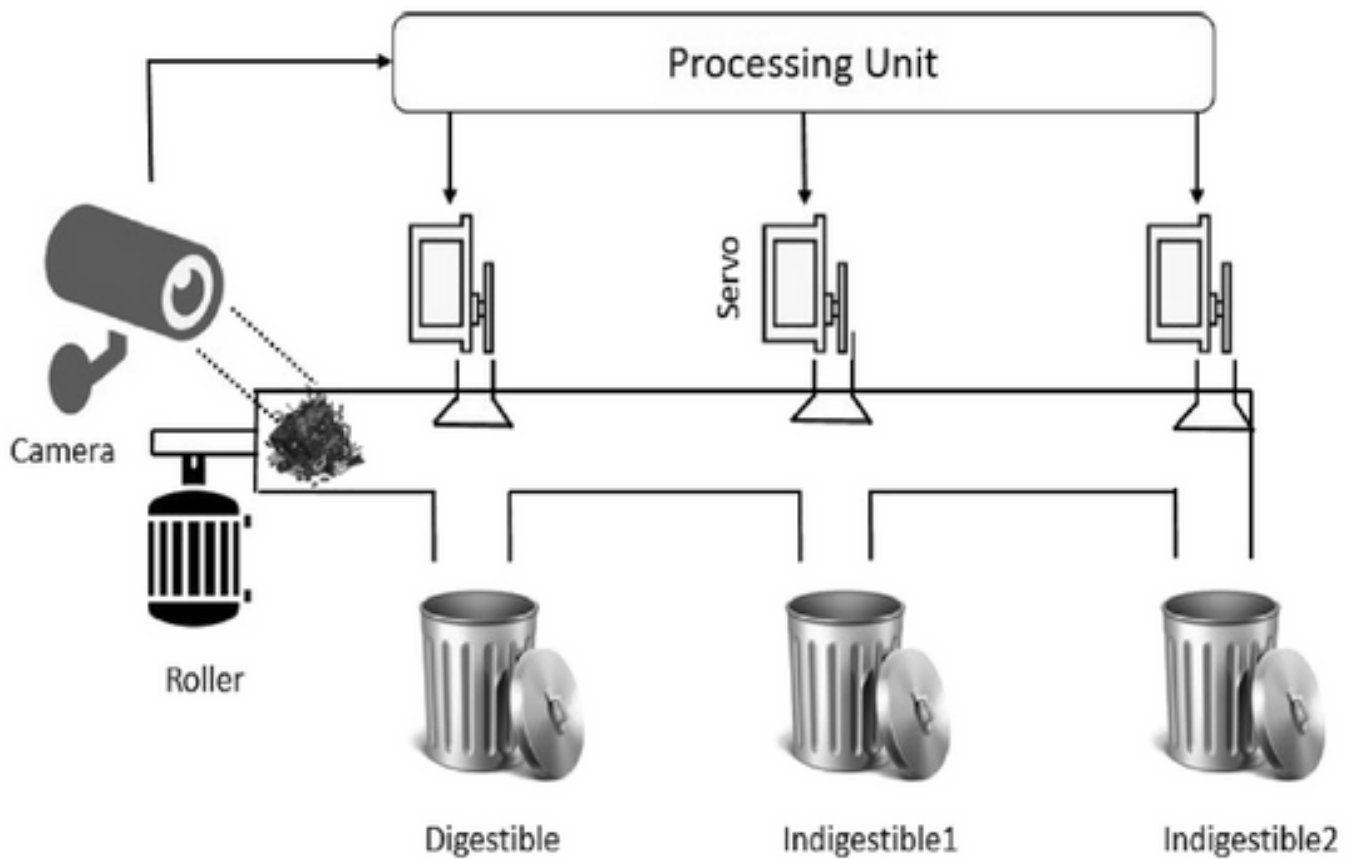 Processing Unit
Servo
Camera
Roller
Digestible
Indigestible1
Indigestible2